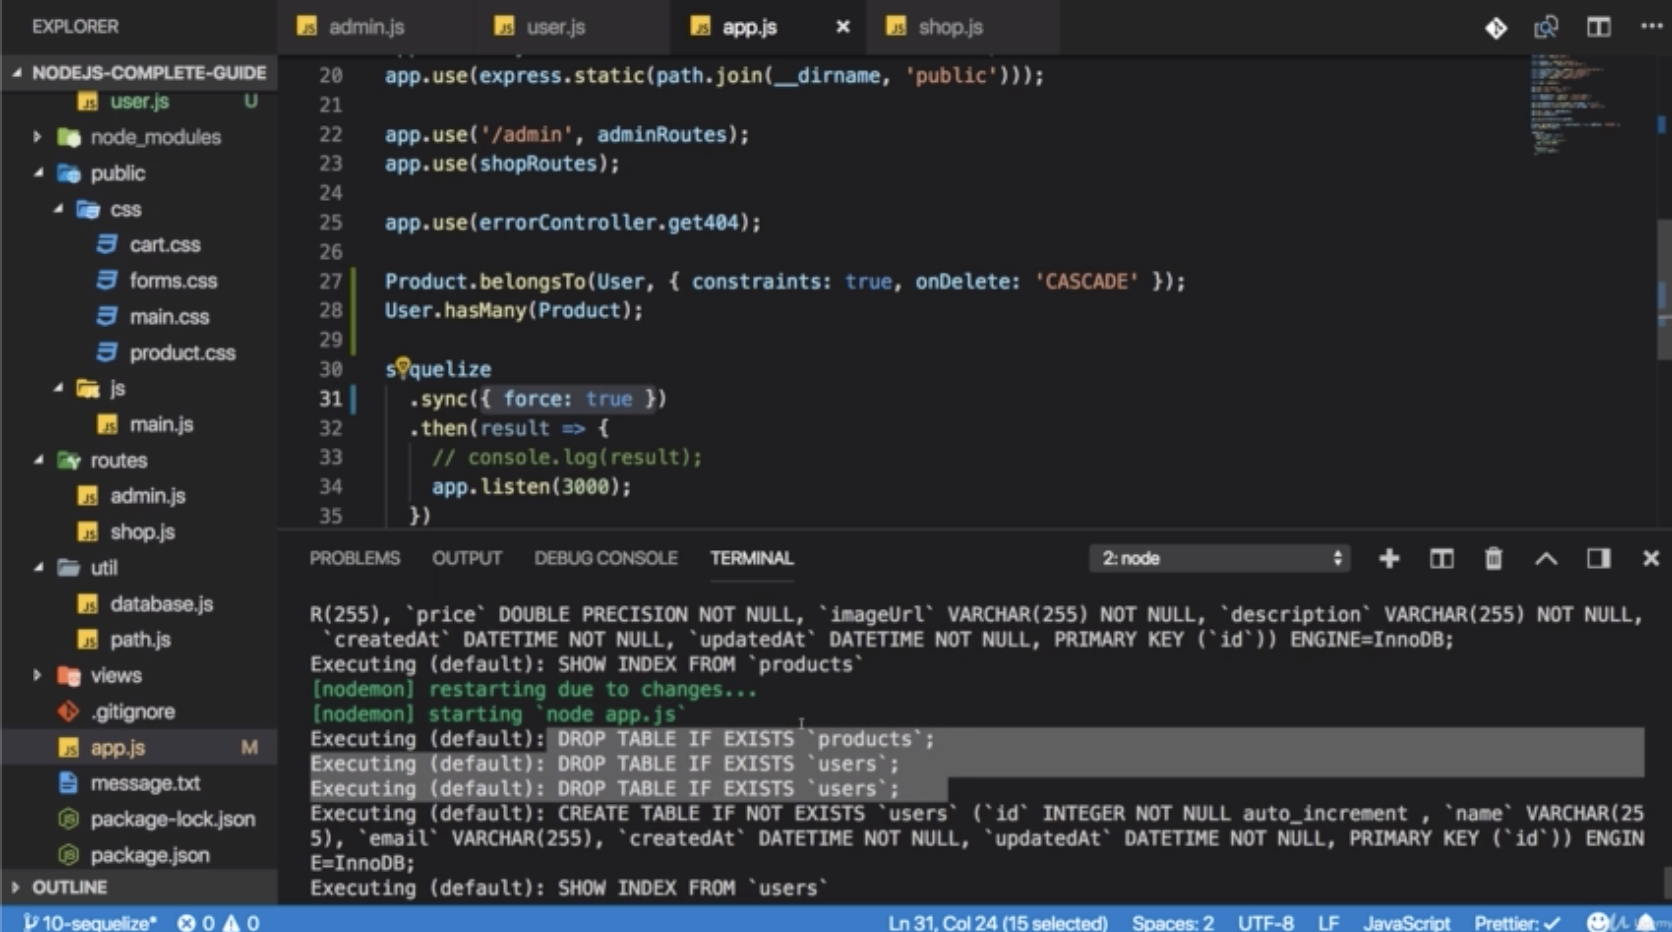 EXPLORER
NODEJS-COMPLETE-GUIDE
user.js U
node_modules
public
css
cart.css
forms.css
main.css
product.css
js
main.js
routes
admin.js
shop.js
util
database.js
path.js
views
.gitignore
app.js M
message.txt
package-lock.json
package.json
OUTLINE
admin.js user.js app.js shop.js
20 app.use(express.static(path.join(__dirname, 'public')));
21
22 app.use('/admin', adminRoutes);
23 app.use(shopRoutes);
24
25 app.use(errorController.get404);
26
27 Product.belongsTo(User, { constraints: true, onDelete: 'CASCADE' });
28 User.hasMany(Product);
29
30 sequelize
31 .sync({ force: true })
32 .then(result => {
33 // console.log(result);
34 app.listen(3000);
35 })
PROBLEMS OUTPUT DEBUG CONSOLE TERMINAL 2: node
R(255), `price` DOUBLE PRECISION NOT NULL, `imageUrl` VARCHAR(255) NOT NULL, `description` VARCHAR(255) NOT NULL,
`createdAt` DATETIME NOT NULL, `updatedAt` DATETIME NOT NULL, PRIMARY KEY (`id`)) ENGINE=InnoDB;
Executing (default): SHOW INDEX FROM `products`
[nodemon] restarting due to changes...
[nodemon] starting `node app.js`
Executing (default): DROP TABLE IF EXISTS `products`;
Executing (default): DROP TABLE IF EXISTS `users`;
Executing (default): DROP TABLE IF EXISTS `users`;
Executing (default): CREATE TABLE IF NOT EXISTS `users` (`id` INTEGER NOT NULL auto_increment , `name` VARCHAR(25
5), `email` VARCHAR(255), `createdAt` DATETIME NOT NULL, `updatedAt` DATETIME NOT NULL, PRIMARY KEY (`id`)) ENGIN
E=InnoDB;
Executing (default): SHOW INDEX FROM `users`
10-sequelize* 0 0 Ln 31, Col 24 (15 selected) Spaces: 2 UTF-8 LF JavaScript Prettier: ✓